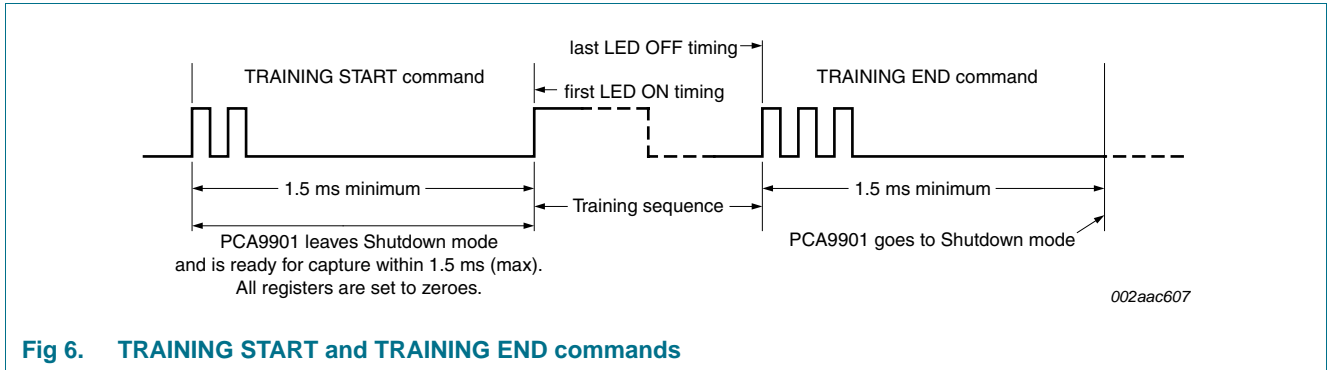 last LED OFF timing
TRAINING START command
TRAINING END command
first LED ON timing
1.5 ms minimum
1.5 ms minimum
Training sequence
PCA9901 leaves Shutdown mode
and is ready for capture within 1.5 ms (max).
All registers are set to zeroes.
PCA9901 goes to Shutdown mode
002aac607
Fig 6. TRAINING START and TRAINING END commands